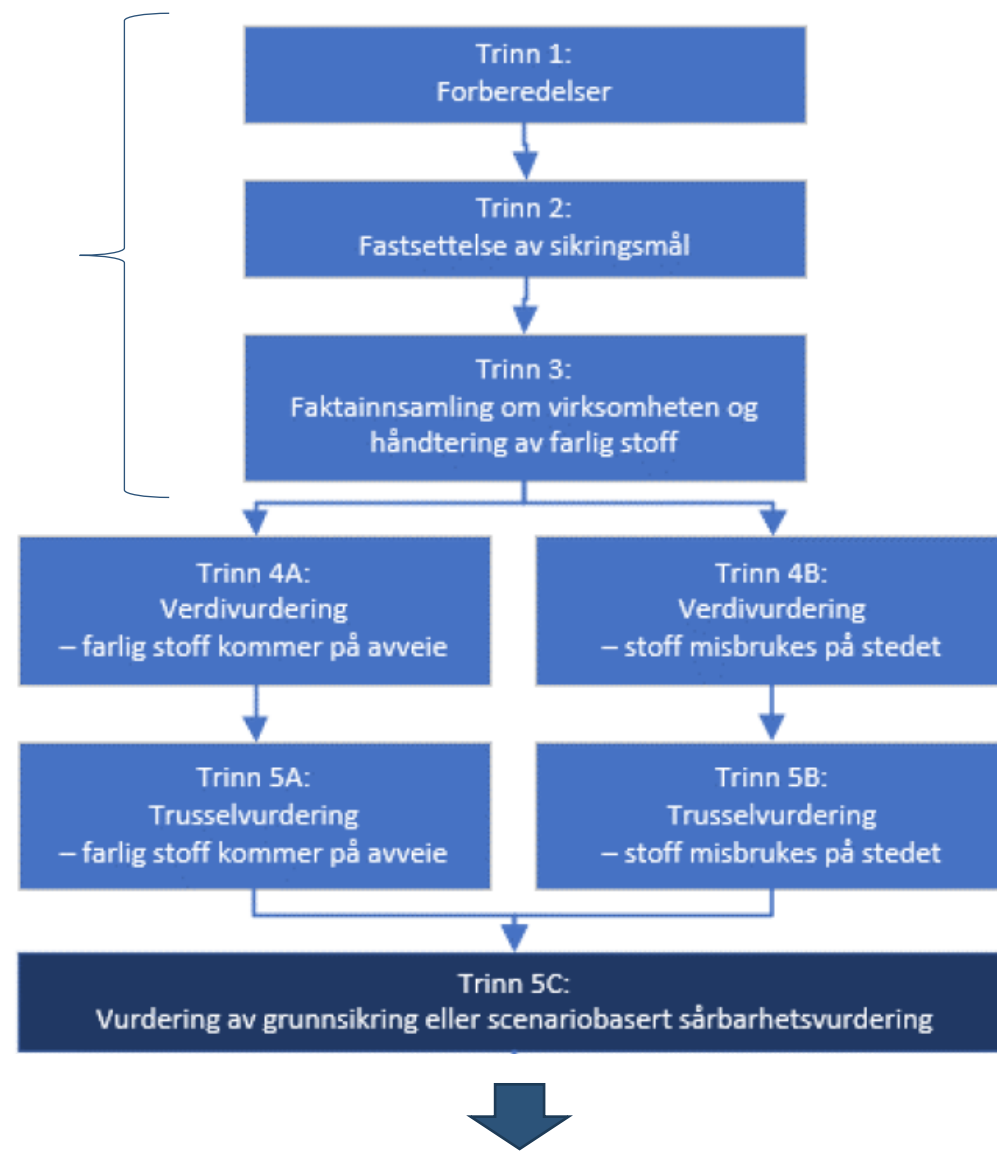 Trinn 1:
Forberedelser
Trinn 2:
Fastsettelse av sikringsmål
Trinn 3:
Faktainnsamling om virksomheten og
håndtering av farlig stoff
Trinn 4A:
Verdivurdering
– farlig stoff kommer på avveie
Trinn 4B:
Verdivurdering
– stoff misbrukes på stedet
Trinn 5A:
Trusselvurdering
– farlig stoff kommer på avveie
Trinn 5B:
Trusselvurdering
– stoff misbrukes på stedet
Trinn 5C:
Vurdering av grunnsikring eller scenariobasert sårbarhetsvurdering